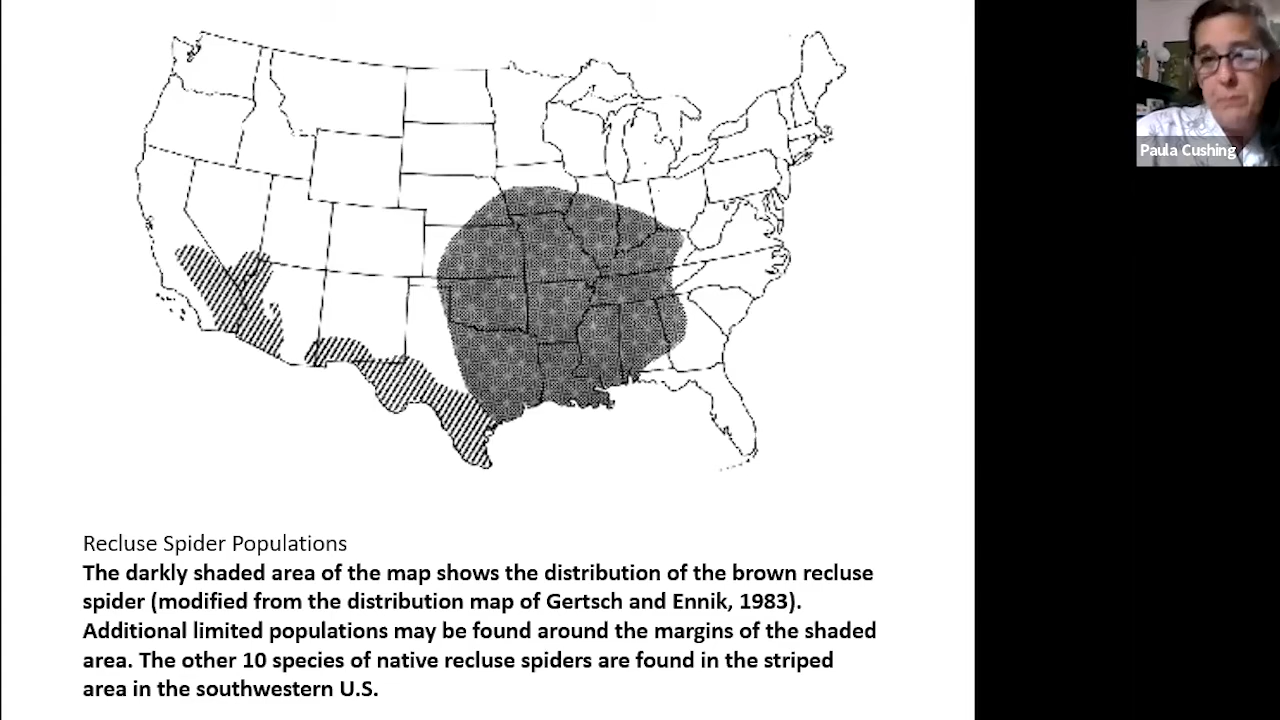 Paula Cushing
Recluse Spider Populations
The darkly shaded area of the map shows the distribution of the brown recluse
spider (modified from the distribution map of Gertsch and Ennik, 1983).
Additional limited populations may be found around the margins of the shaded
area. The other 10 species of native recluse spiders are found in the striped
area in the southwestern U.S.